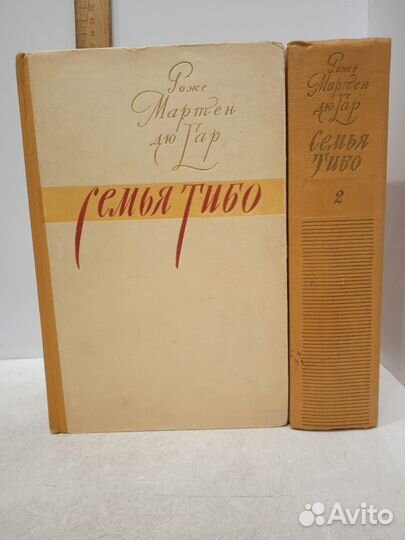 Роже
Мартен
дю Гар
Семья Тибо
Роже
Мартен
дю Гар
Семья
Тибо
2
Avito